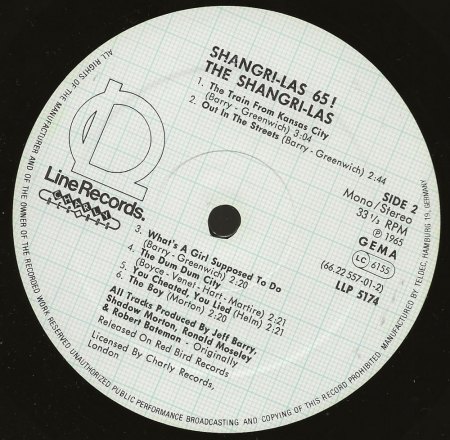 SHANGRI-LAS 65!
THE SHANGRI-LAS
1. The Train From Kansas City
(Barry - Greenwich) 3:04
2. Out In The Streets (Barry - Greenwich) 2:44
Line Records.
CHARLY
SIDE 2
Mono/Stereo
33 1/3 RPM
Ⓟ 1965
GEMA
LC 6155
(66.22 557-01-2)
LLP 5174
3. What's A Girl Supposed To Do
(Barry - Greenwich) 2:20
4. The Dum Dum City
(Boyce - Venet - Hart - Martire) 2:21
5. You Cheated, You Lied (Helm) 2:21
6. The Boy (Morton) 2:20
All Tracks Produced By Jeff Barry,
Shadow Morton, Ronald Moseley
& Robert Bateman - Originally
Released On Red Bird Records
Licensed By Charly Records,
London
ALL RIGHTS OF THE MANUFACTURER AND OF THE OWNER OF THE RECORDED WORK RESERVED UNAUTHORIZED PUBLIC PERFORMANCE BROADCASTING AND COPYING OF THIS RECORD PROHIBITED. MANUFACTURED BY TELDEC, HAMBURG 19, GERMANY